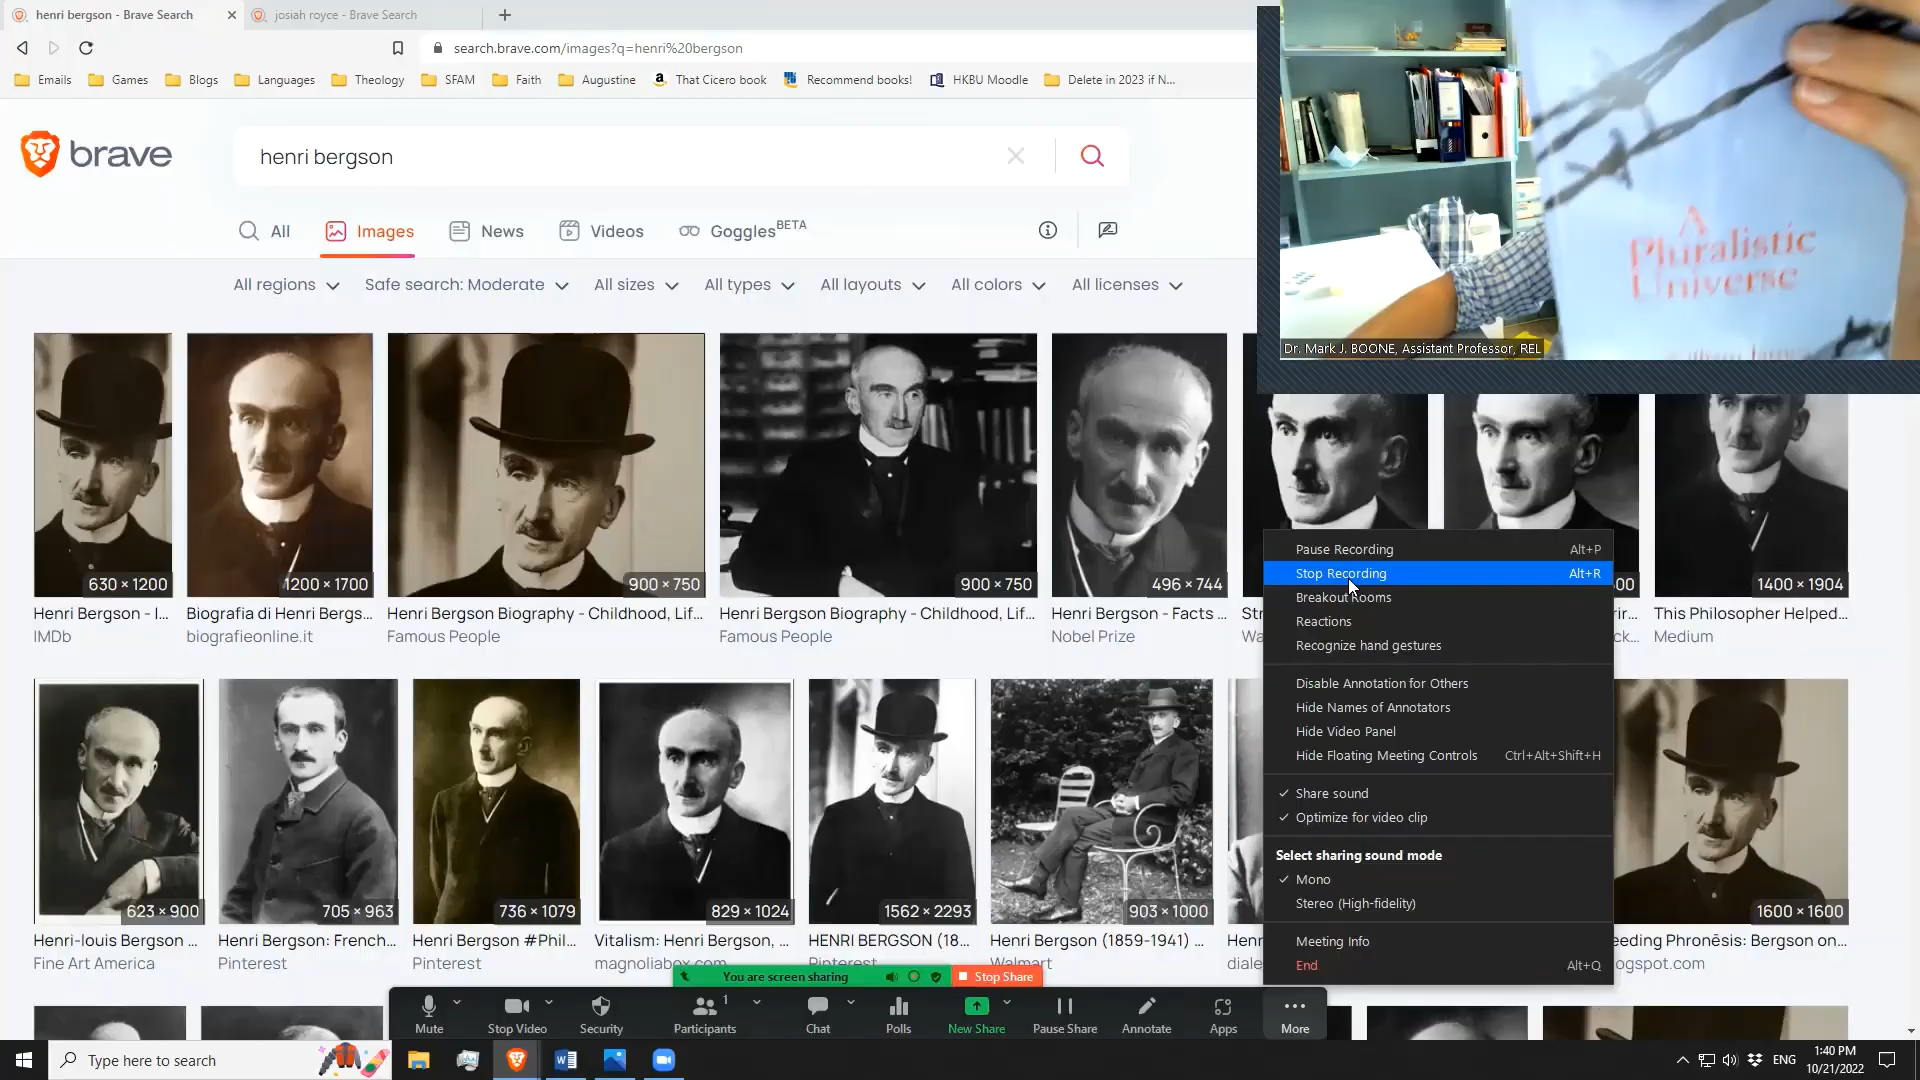 henri bergson - Brave Search
josiah royce - Brave Search
search.brave.com/images?q=henri%20bergson
Emails
Games
Blogs
Languages
Theology
SFAM
Faith
Augustine
That Cicero book
Recommend books!
HKBU Moodle
Delete in 2023 if N...
brave
henri bergson
All
Images
News
Videos
Goggles BETA
All regions
Safe search: Moderate
All sizes
All types
All layouts
All colors
All licenses
A
Pluralistic
Universe
Dr. Mark J. BOONE, Assistant Professor, REL
630 × 1200
1200 × 1700
900 × 750
900 × 750
496 × 744
1400 × 1904
Henri Bergson - I...
IMDb
Biografia di Henri Bergs...
biografieonline.it
Henri Bergson Biography - Childhood, Lif...
Famous People
Henri Bergson Biography - Childhood, Lif...
Famous People
Henri Bergson - Facts ...
Nobel Prize
This Philosopher Helped...
Medium
623 × 900
705 × 963
736 × 1079
829 × 1024
1562 × 2293
903 × 1000
1600 × 1600
Henri-louis Bergson ...
Fine Art America
Henri Bergson: French...
Pinterest
Henri Bergson #Phil...
Pinterest
Vitalism: Henri Bergson, ...
magnoliabox.com
HENRI BERGSON (18...
Pinterest
Henri Bergson (1859-1941) ...
Walmart
Henr
diale
eeding Phronēsis: Bergson on...
ogspot.com
Pause Recording Alt+P
Stop Recording Alt+R
Breakout Rooms
Reactions
Recognize hand gestures
Disable Annotation for Others
Hide Names of Annotators
Hide Video Panel
Hide Floating Meeting Controls Ctrl+Alt+Shift+H
Share sound
Optimize for video clip
Select sharing sound mode
Mono
Stereo (High-fidelity)
Meeting Info
End Alt+Q
You are screen sharing
Stop Share
Mute
Stop Video
Security
1
Participants
Chat
Polls
New Share
Pause Share
Annotate
Apps
More
Type here to search
ENG
1:40 PM
10/21/2022